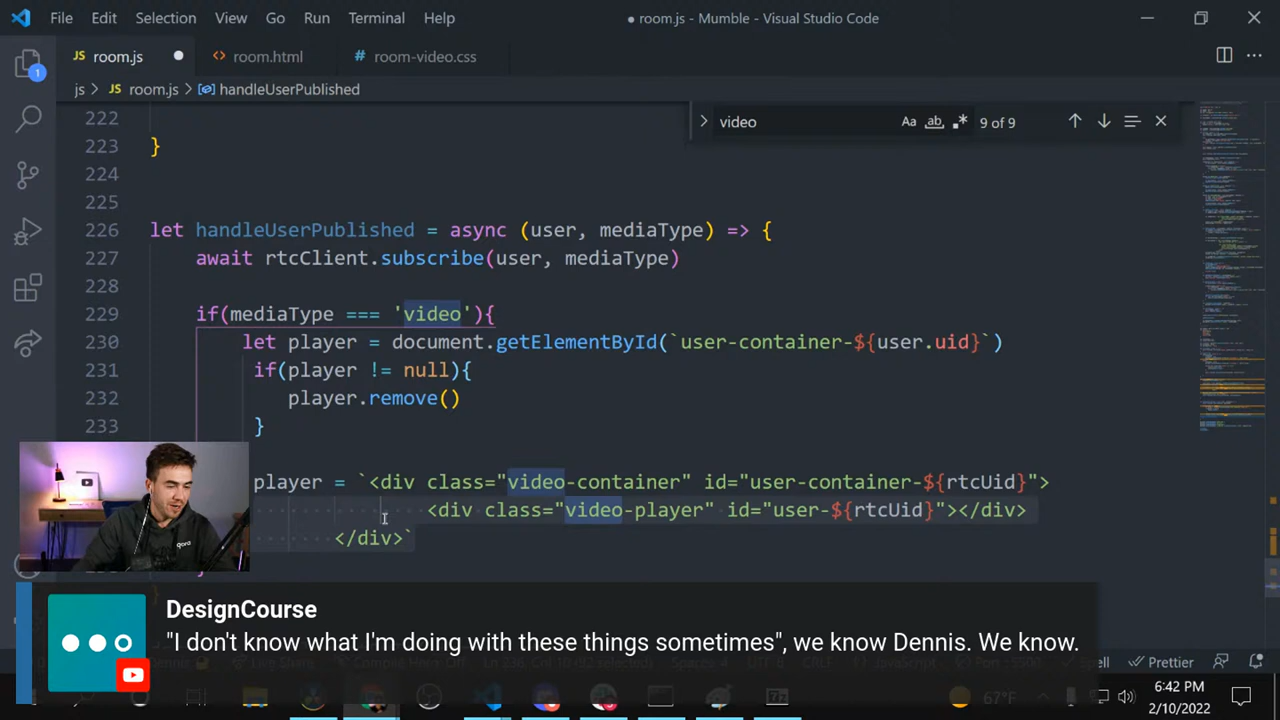 File Edit Selection View Go Run Terminal Help
room.js - Mumble - Visual Studio Code
JS room.js
room.html
# room-video.css
js > JS room.js > handleUserPublished
video
Aa ab 9 of 9
1
222
223 }
224
225
226 let handleUserPublished = async (user, mediaType) => {
227 await rtcClient.subscribe(user, mediaType)
228
229 if(mediaType === 'video'){
230 let player = document.getElementById(`user-container-${user.uid}`)
231 if(player != null){
232 player.remove()
233 }
player = `<div class="video-container" id="user-container-${rtcUid}">
<div class="video-player" id="user-${rtcUid}"></div>
</div>`
DesignCourse
"I don't know what I'm doing with these things sometimes", we know Dennis. We know.
Prettier
67°F
6:42 PM
2/10/2022